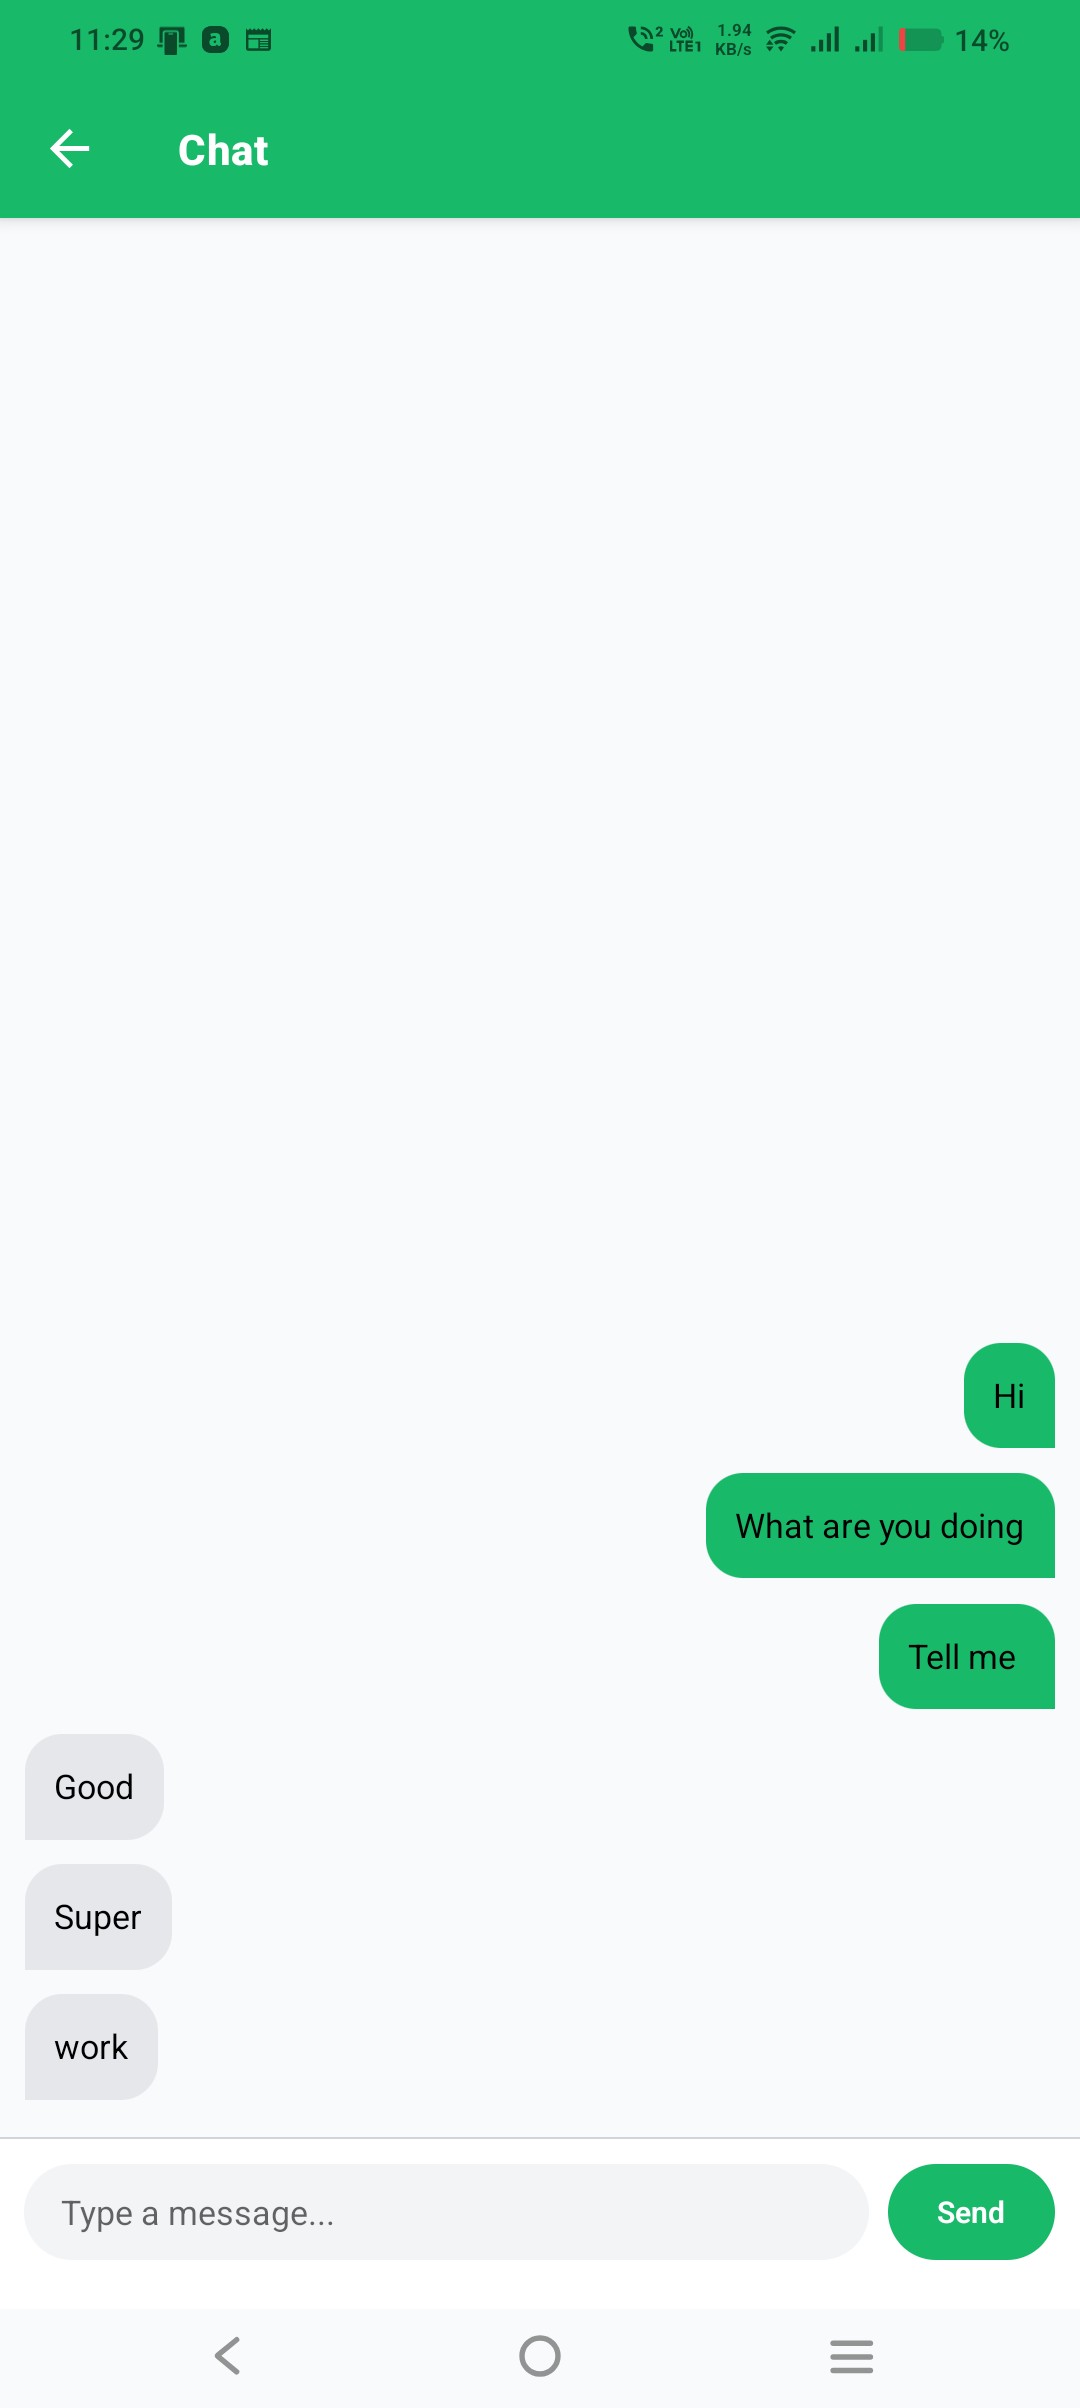 11:29 a 2 Vo) LTE1 1.94 KB/s 14%
Chat
Hi
What are you doing
Tell me
Good
Super
work
Type a message...
Send